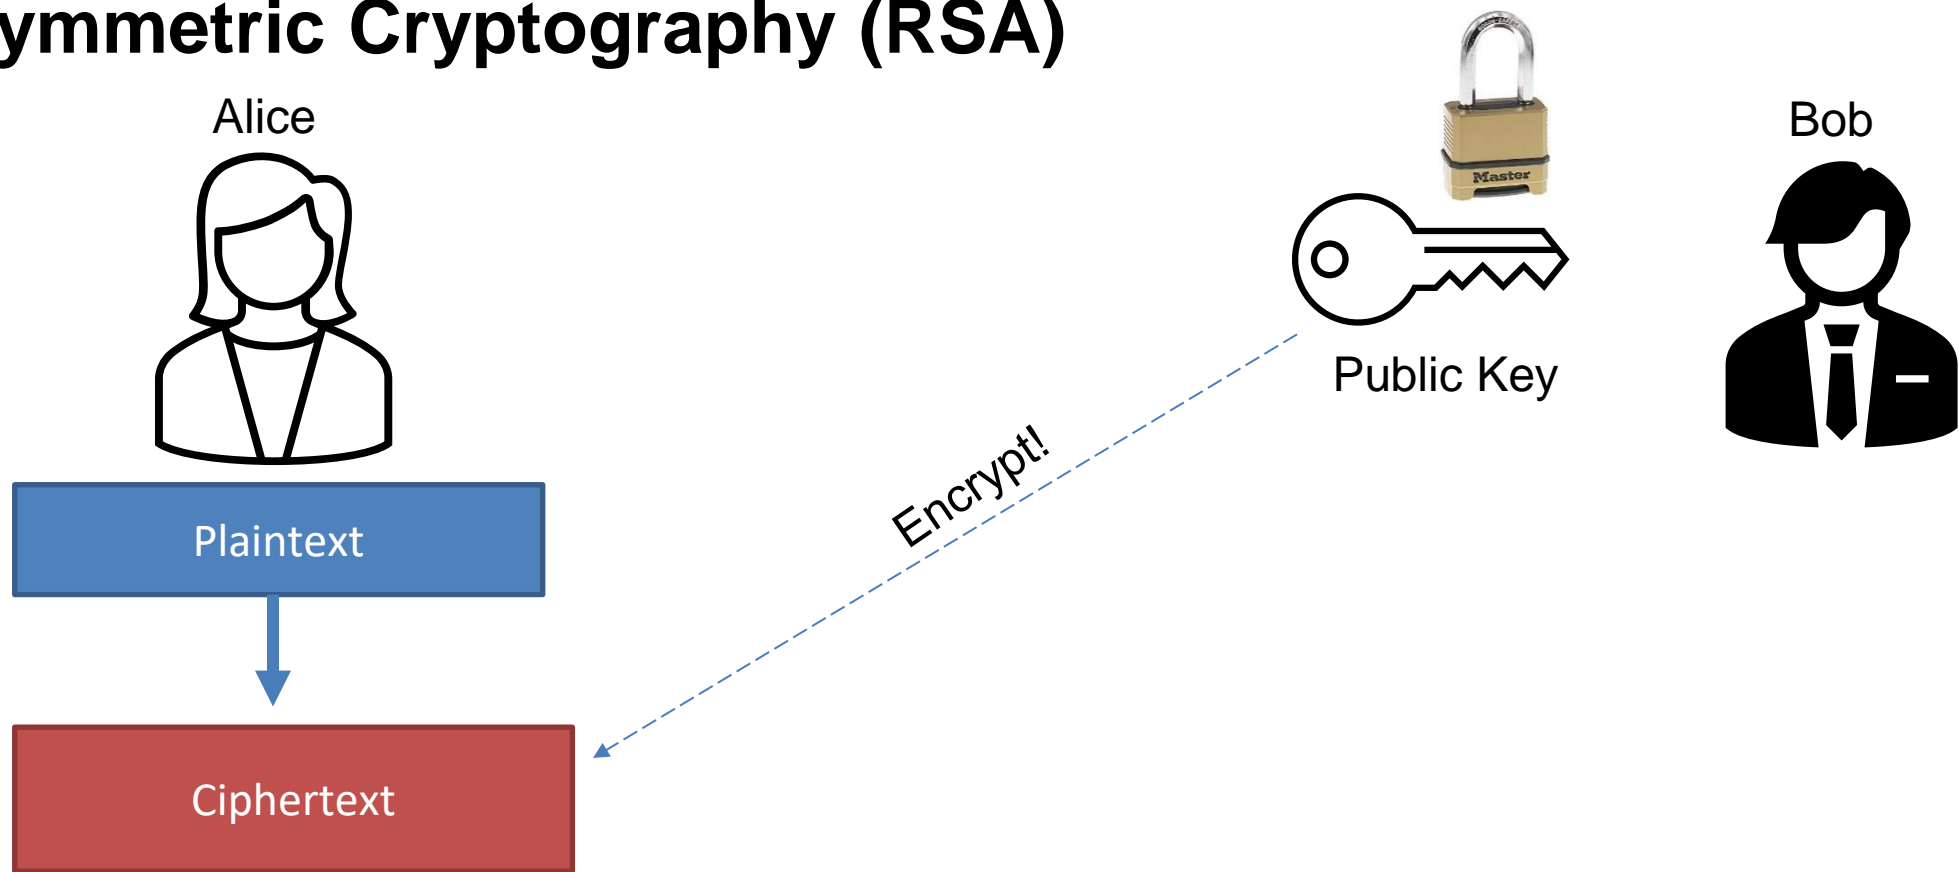 ymmetric Cryptography (RSA)
Alice
Bob
Master
Public Key
Encrypt!
Plaintext
Ciphertext